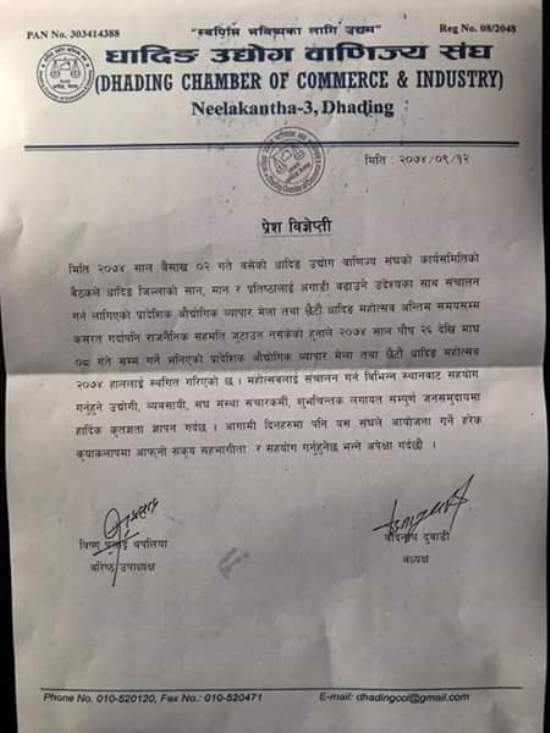 PAN No. 303414388
"स्वर्णिम भविष्यका लागि उद्यम"
Reg No. 08/2048
धादिङ उद्योग वाणिज्य संघ
(DHADING CHAMBER OF COMMERCE & INDUSTRY)
Neelakantha-3, Dhading
मिति : २०७४/०९/१२
प्रेश विज्ञेप्ती
मिति २०७४ साल बैसाख ०२ गते बसेको धादिङ उद्योग वाणिज्य संघको कार्यसमितिको
बैठकले धादिङ जिल्लाको सान, मान र प्रतिष्ठालाई अगाडी बढाउने उदेश्यका साथ संचालन
गर्न लागिएको प्रादेशिक औद्योगिक व्यापार मेला तथा छैटौ धादिङ महोत्सव अन्तिम समयसम्म
कसरत गर्दापनि राजनैनिक सहमति जुटाउन नसकेको हुनाले २०७४ साल पौष २६ देखि माघ
०८ गते सम्म गर्ने भनिएको प्रादेशिक औद्योगिक व्यापार मेला तथा छैटौ धादिङ महोत्सव
२०७४ हाललाई स्थगित गरिएको छ । महोत्सवलाई संचालन गर्न विभिन्न स्थानबाट सहयोग
गर्नुहुने उद्योगी, व्यवसायी, संघ संस्था संचारकर्मी, शुभचिन्तक लगायत सम्पुर्ण जनसमुदायमा
हार्दिक कृतज्ञता ज्ञापन गर्दछ । आगामी दिनहरुमा पनि यस संघले आयोजना गर्ने हरेक
कृयाकलापमा आफ्नो सकृय सहभागीता र सहयोग गर्नुहुनेछ भन्ने अपेक्षा गर्दछौ ।
विष्णु चपलिया
बरिष्ठ उपाध्यक्ष
दुवाडी
अध्यक्ष
Phone No. 010-520120, Fax No.: 010-520471
E-mail: dhadingcci@gmail.com